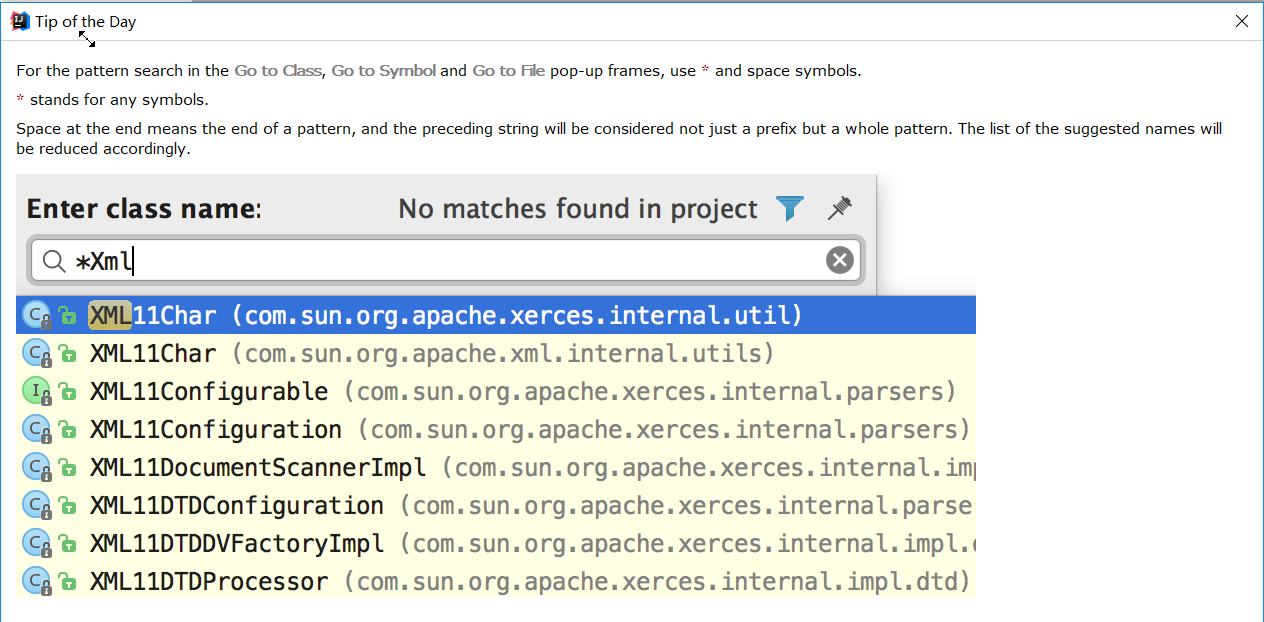 Tip of the Day
For the pattern search in the Go to Class, Go to Symbol and Go to File pop-up frames, use * and space symbols.
* stands for any symbols.
Space at the end means the end of a pattern, and the preceding string will be considered not just a prefix but a whole pattern. The list of the suggested names will
be reduced accordingly.
Enter class name: No matches found in project
*Xml
C XML11Char (com.sun.org.apache.xerces.internal.util)
C XML11Char (com.sun.org.apache.xml.internal.utils)
I XML11Configurable (com.sun.org.apache.xerces.internal.parsers)
C XML11Configuration (com.sun.org.apache.xerces.internal.parsers)
C XML11DocumentScannerImpl (com.sun.org.apache.xerces.internal.imp
C XML11DTDConfiguration (com.sun.org.apache.xerces.internal.parse
C XML11DTDDVFactoryImpl (com.sun.org.apache.xerces.internal.impl.
C XML11DTDProcessor (com.sun.org.apache.xerces.internal.impl.dtd)